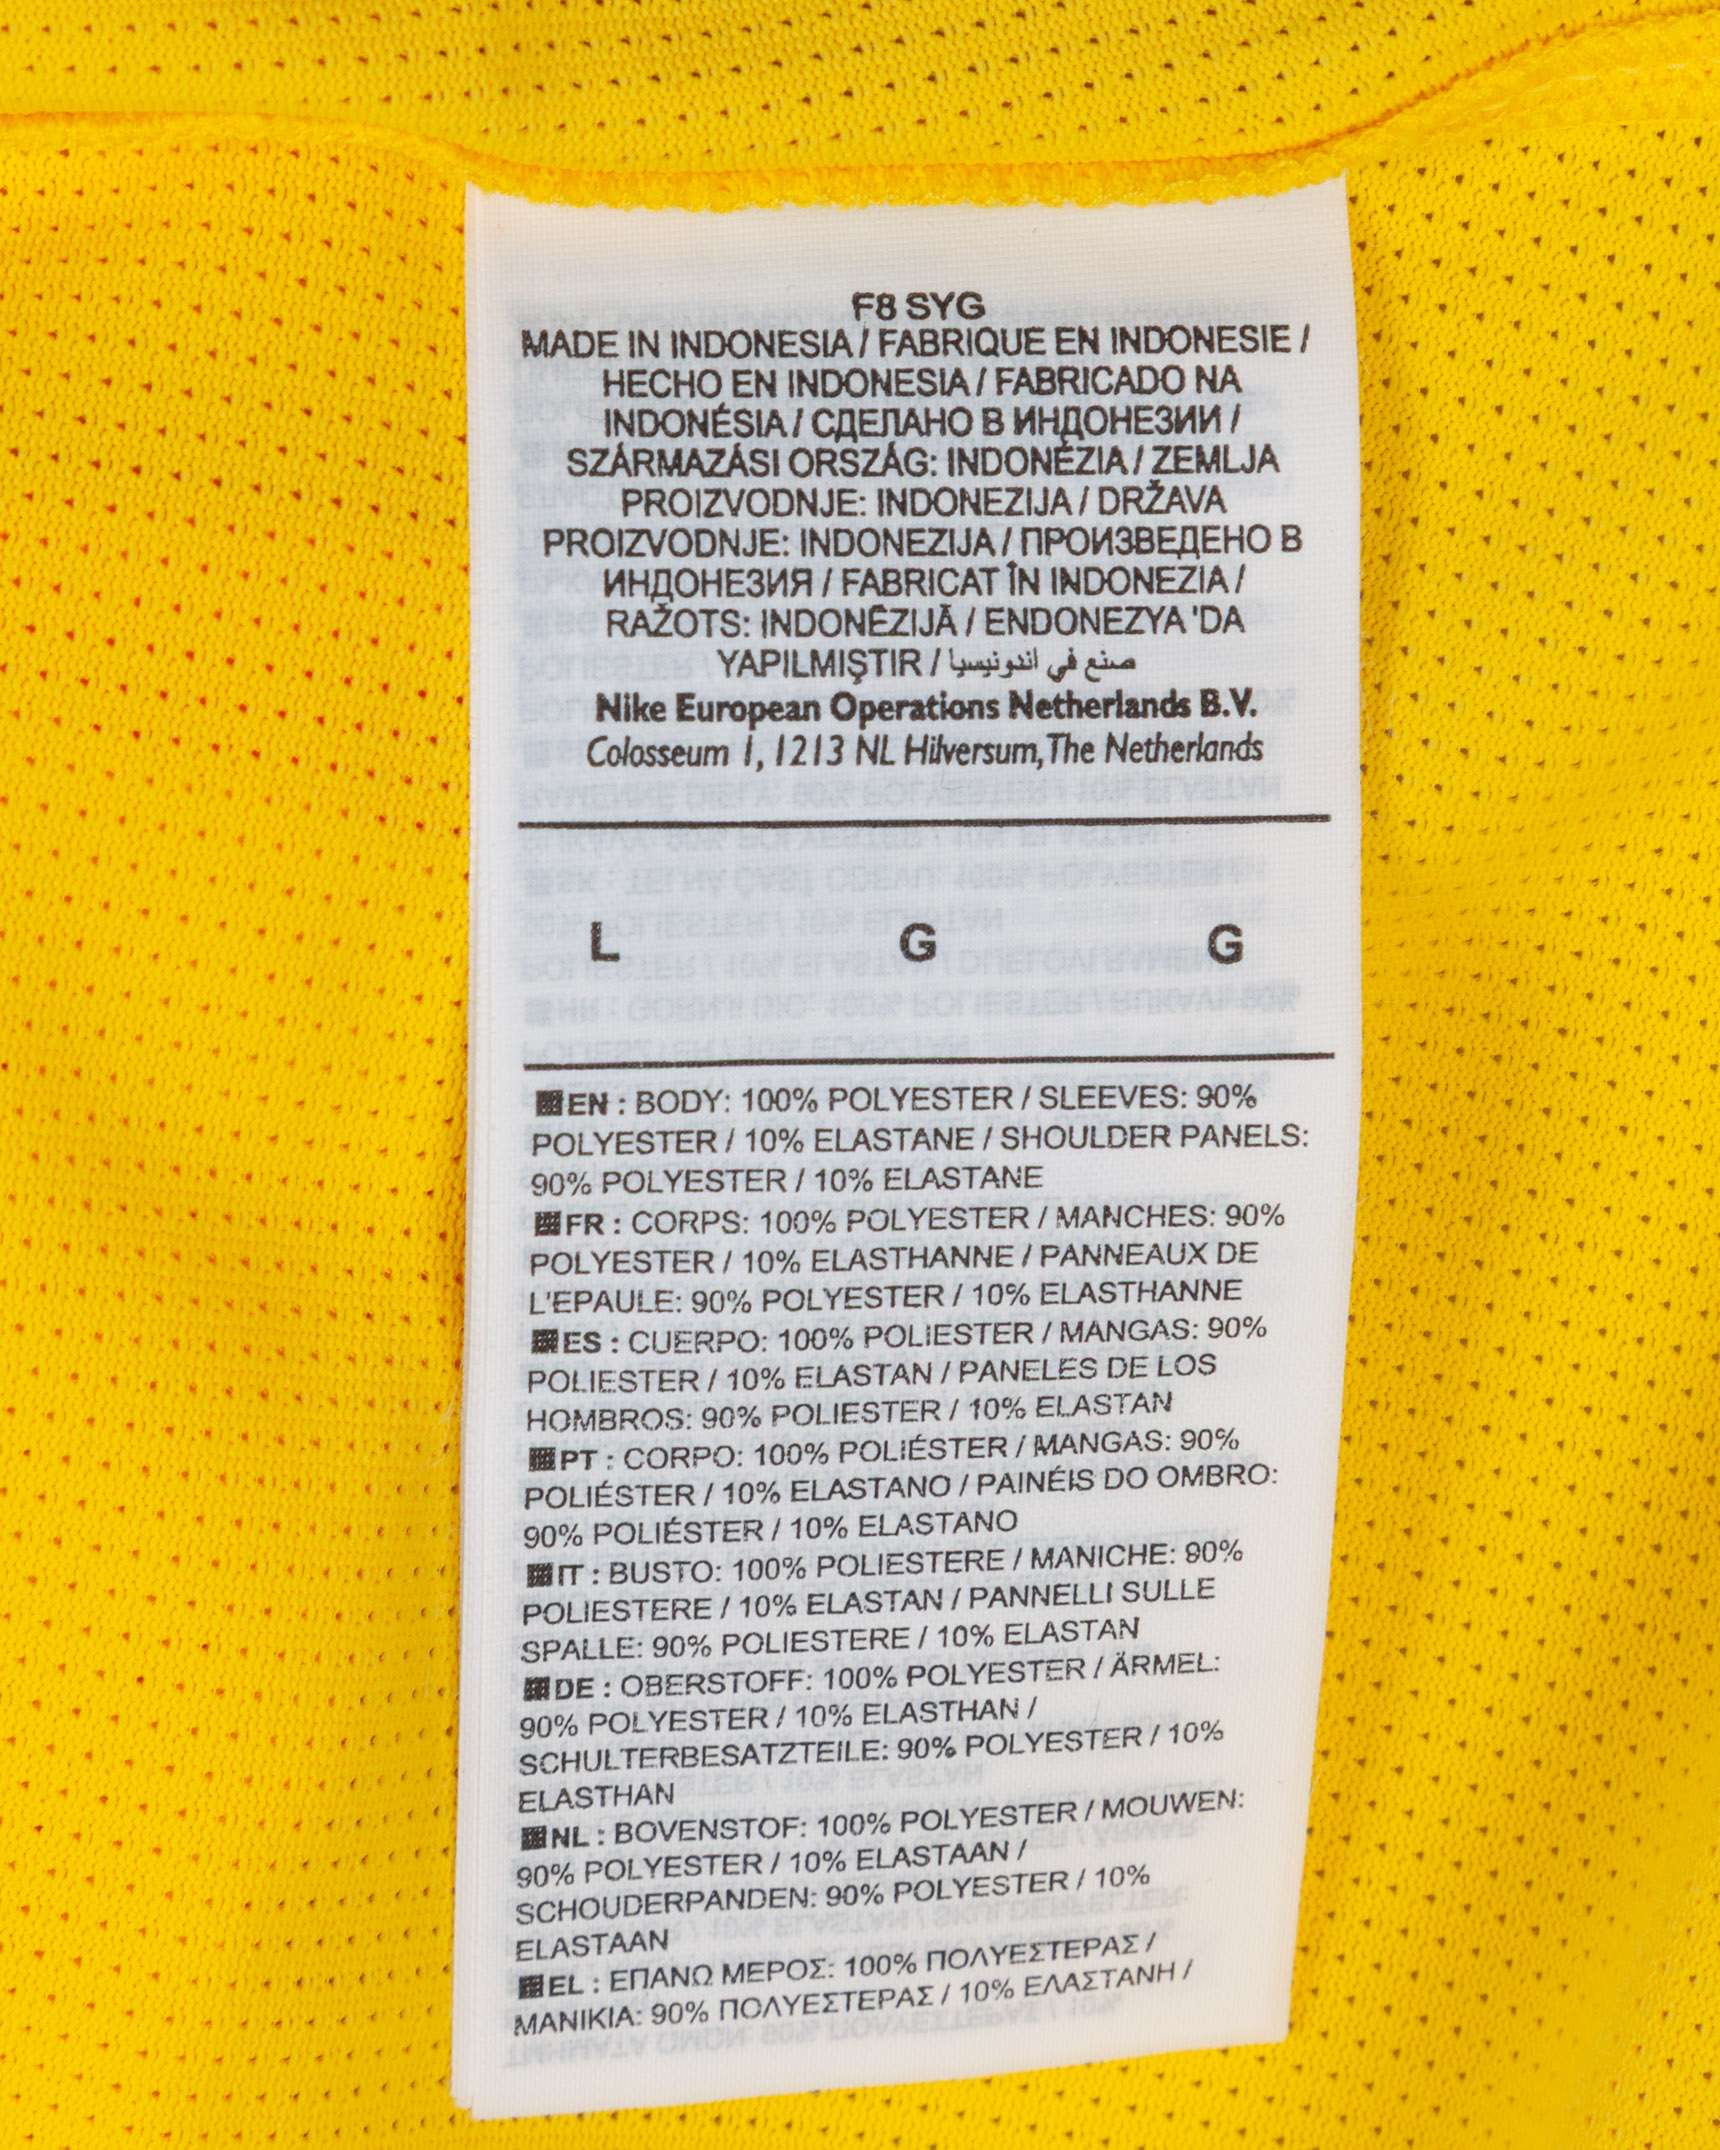 F8 SYG
MADE IN INDONESIA / FABRIQUE EN INDONESIE /
HECHO EN INDONESIA / FABRICADO NA
INDONÉSIA / СДЕЛАНО В ИНДОНЕЗИИ /
SZÁRMAZÁSI ORSZÁG: INDONÉZIA / ZEMLJA
PROIZVODNJE: INDONEZIJA / DRŽAVA
PROIZVODNJE: INDONEZIJA / ПРОИЗВЕДЕНО В
ИНДОНЕЗИЯ / FABRICAT ÎN INDONEZIA /
RAŽOTS: INDONĒZIJĀ / ENDONEZYA 'DA
YAPILMIŞTIR / صنع في اندونيسيا
Nike European Operations Netherlands B.V.
Colosseum 1, 1213 NL Hilversum, The Netherlands
L G G
EN : BODY: 100% POLYESTER / SLEEVES: 90%
POLYESTER / 10% ELASTANE / SHOULDER PANELS:
90% POLYESTER / 10% ELASTANE
FR : CORPS: 100% POLYESTER / MANCHES: 90%
POLYESTER / 10% ELASTHANNE / PANNEAUX DE
L'EPAULE: 90% POLYESTER / 10% ELASTHANNE
ES : CUERPO: 100% POLIESTER / MANGAS: 90%
POLIESTER / 10% ELASTAN / PANELES DE LOS
HOMBROS: 90% POLIESTER / 10% ELASTAN
PT : CORPO: 100% POLIÉSTER / MANGAS: 90%
POLIÉSTER / 10% ELASTANO / PAINÉIS DO OMBRO:
90% POLIÉSTER / 10% ELASTANO
IT : BUSTO: 100% POLIESTERE / MANICHE: 90%
POLIESTERE / 10% ELASTAN / PANNELLI SULLE
SPALLE: 90% POLIESTERE / 10% ELASTAN
DE : OBERSTOFF: 100% POLYESTER / ÄRMEL:
90% POLYESTER / 10% ELASTHAN /
SCHULTERBESATZTEILE: 90% POLYESTER / 10%
ELASTHAN
NL : BOVENSTOF: 100% POLYESTER / MOUWEN:
90% POLYESTER / 10% ELASTAAN /
SCHOUDERPANDEN: 90% POLYESTER / 10%
ELASTAAN
EL : ΕΠΑΝΩ ΜΕΡΟΣ: 100% ΠΟΛΥΕΣΤΕΡΑΣ /
ΜΑΝΙΚΙΑ: 90% ΠΟΛΥΕΣΤΕΡΑΣ / 10% ΕΛΑΣΤΑΝΗ /